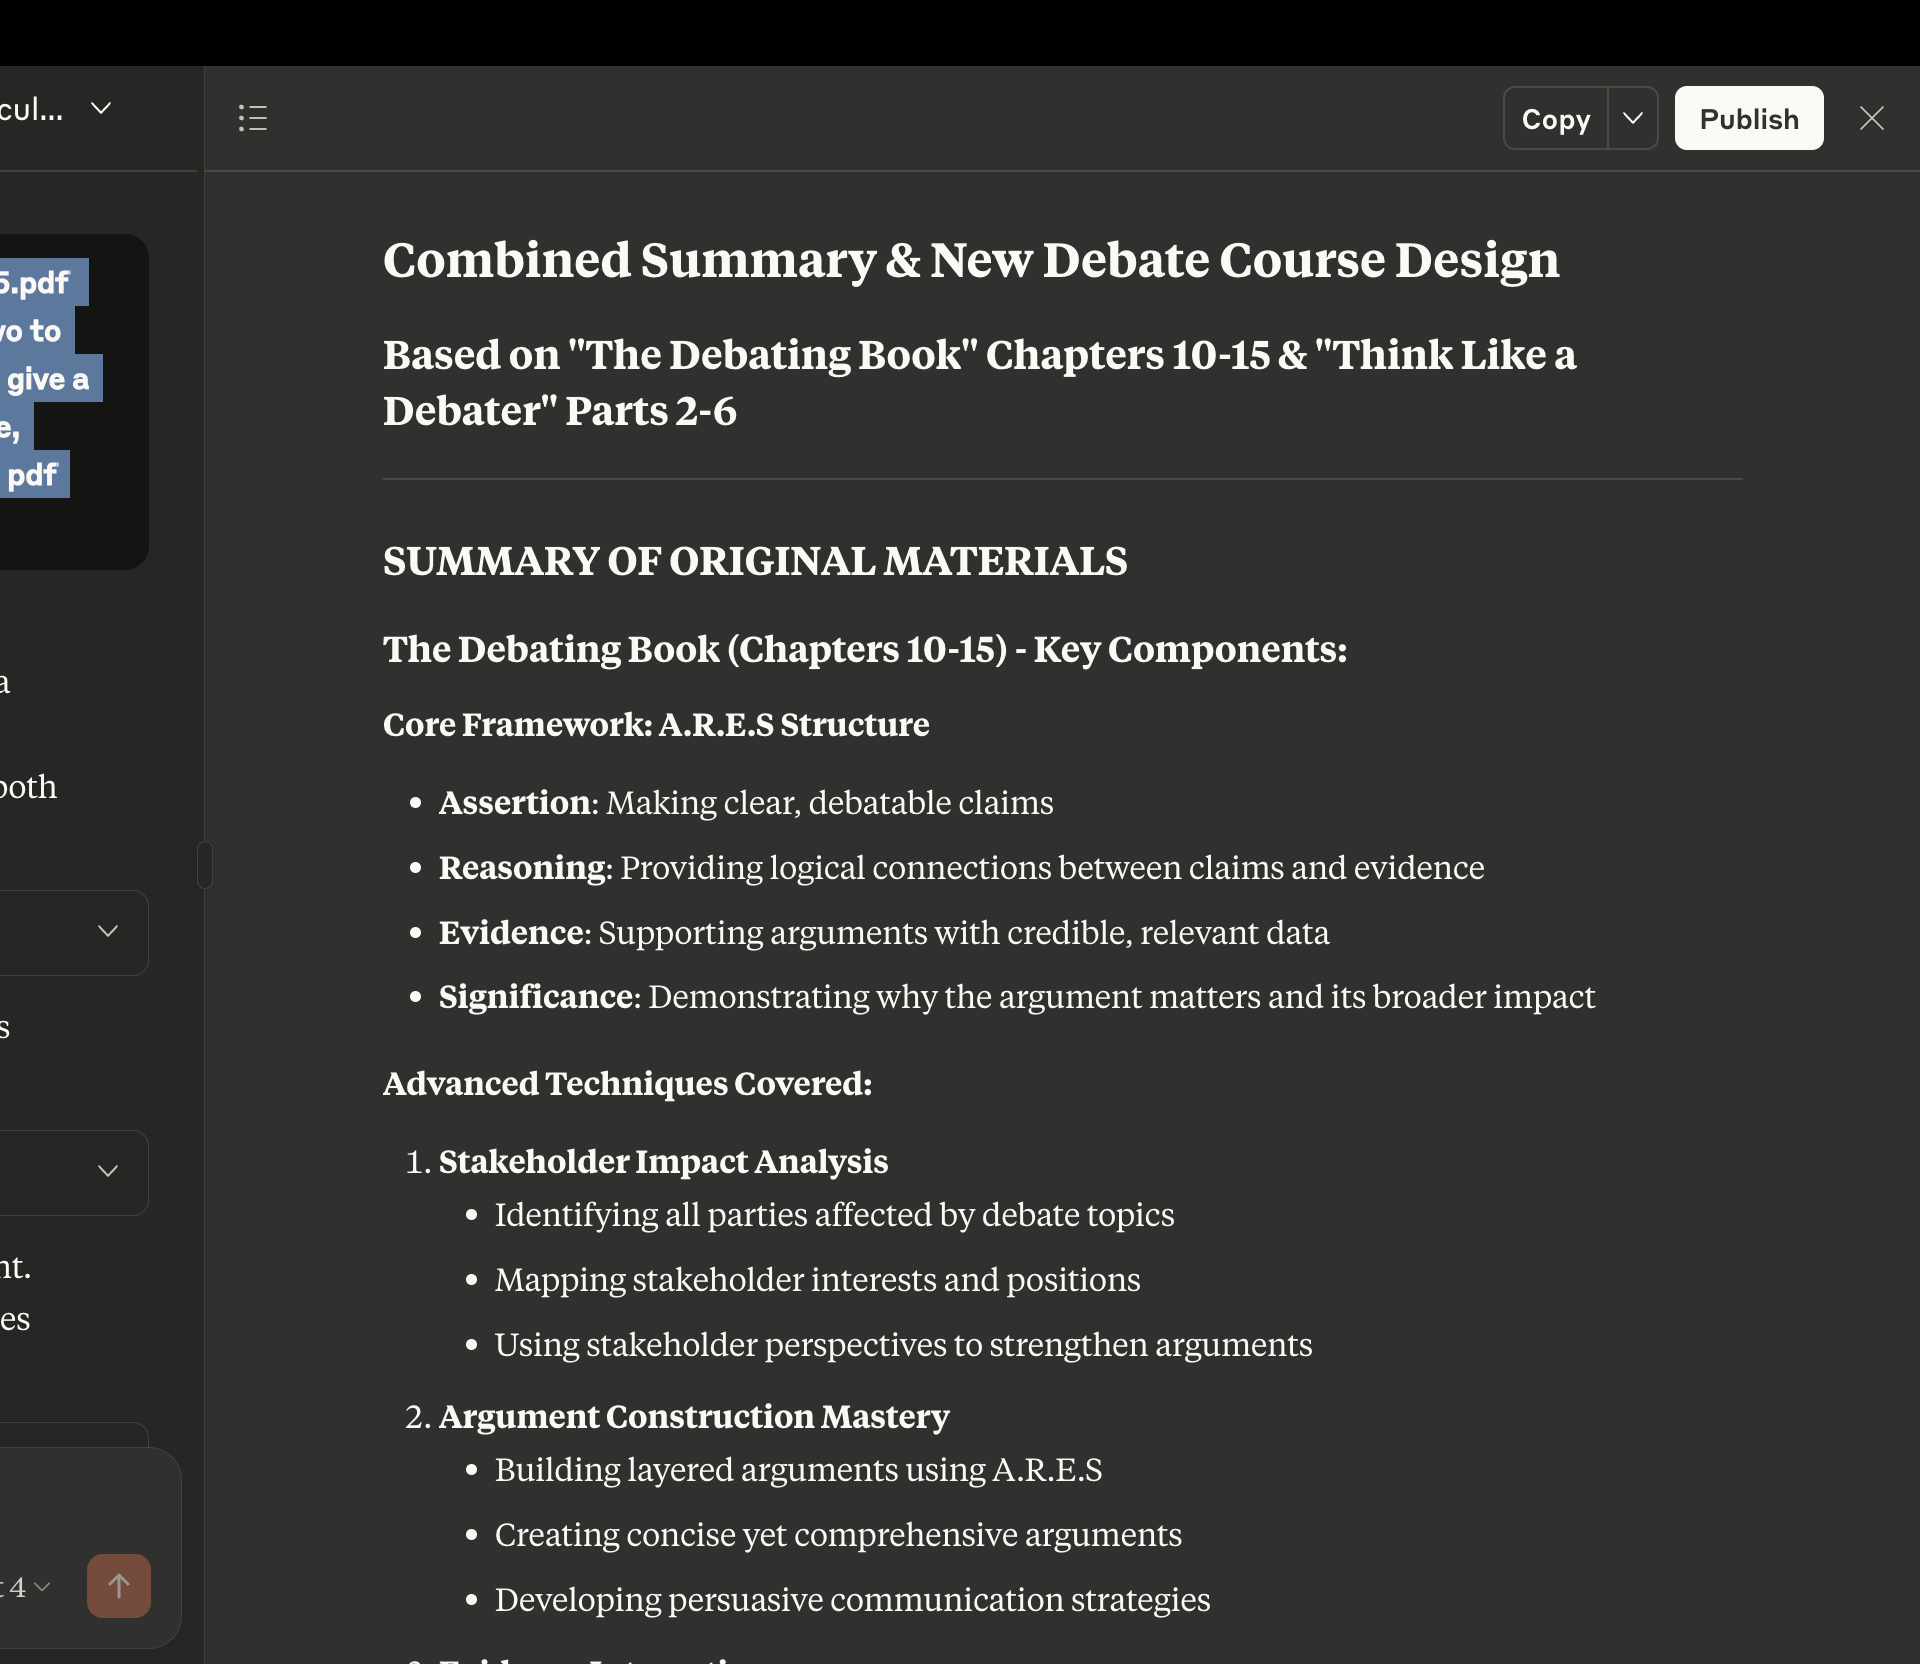 Copy
Publish
give a
pdf
Combined Summary & New Debate Course Design
Based on "The Debating Book" Chapters 10-15 & "Think Like a
Debater" Parts 2-6
SUMMARY OF ORIGINAL MATERIALS
The Debating Book (Chapters 10-15) - Key Components:
Core Framework: A.R.E.S Structure
• Assertion: Making clear, debatable claims
• Reasoning: Providing logical connections between claims and evidence
• Evidence: Supporting arguments with credible, relevant data
• Significance: Demonstrating why the argument matters and its broader impact
Advanced Techniques Covered:
1. Stakeholder Impact Analysis
• Identifying all parties affected by debate topics
• Mapping stakeholder interests and positions
• Using stakeholder perspectives to strengthen arguments
2. Argument Construction Mastery
• Building layered arguments using A.R.E.S
• Creating concise yet comprehensive arguments
• Developing persuasive communication strategies
cul...
5.pdf
to
both
4